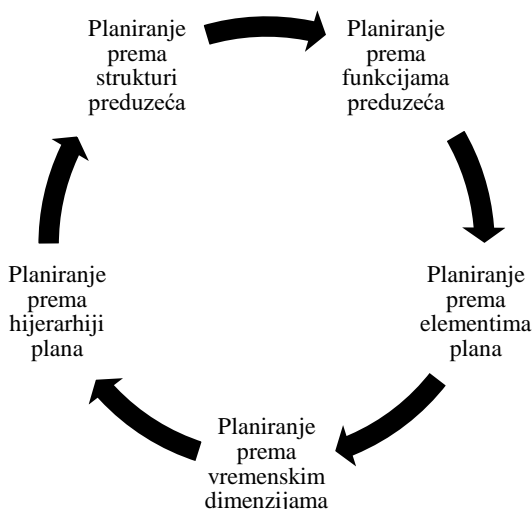 Planiranje
prema
strukturi
preduzeća
Planiranje
prema
funkcijama
preduzeća
Planiranje
prema
elementima
plana
Planiranje
prema
vremenskim
dimenzijama
Planiranje
prema
hijerarhiji
plana